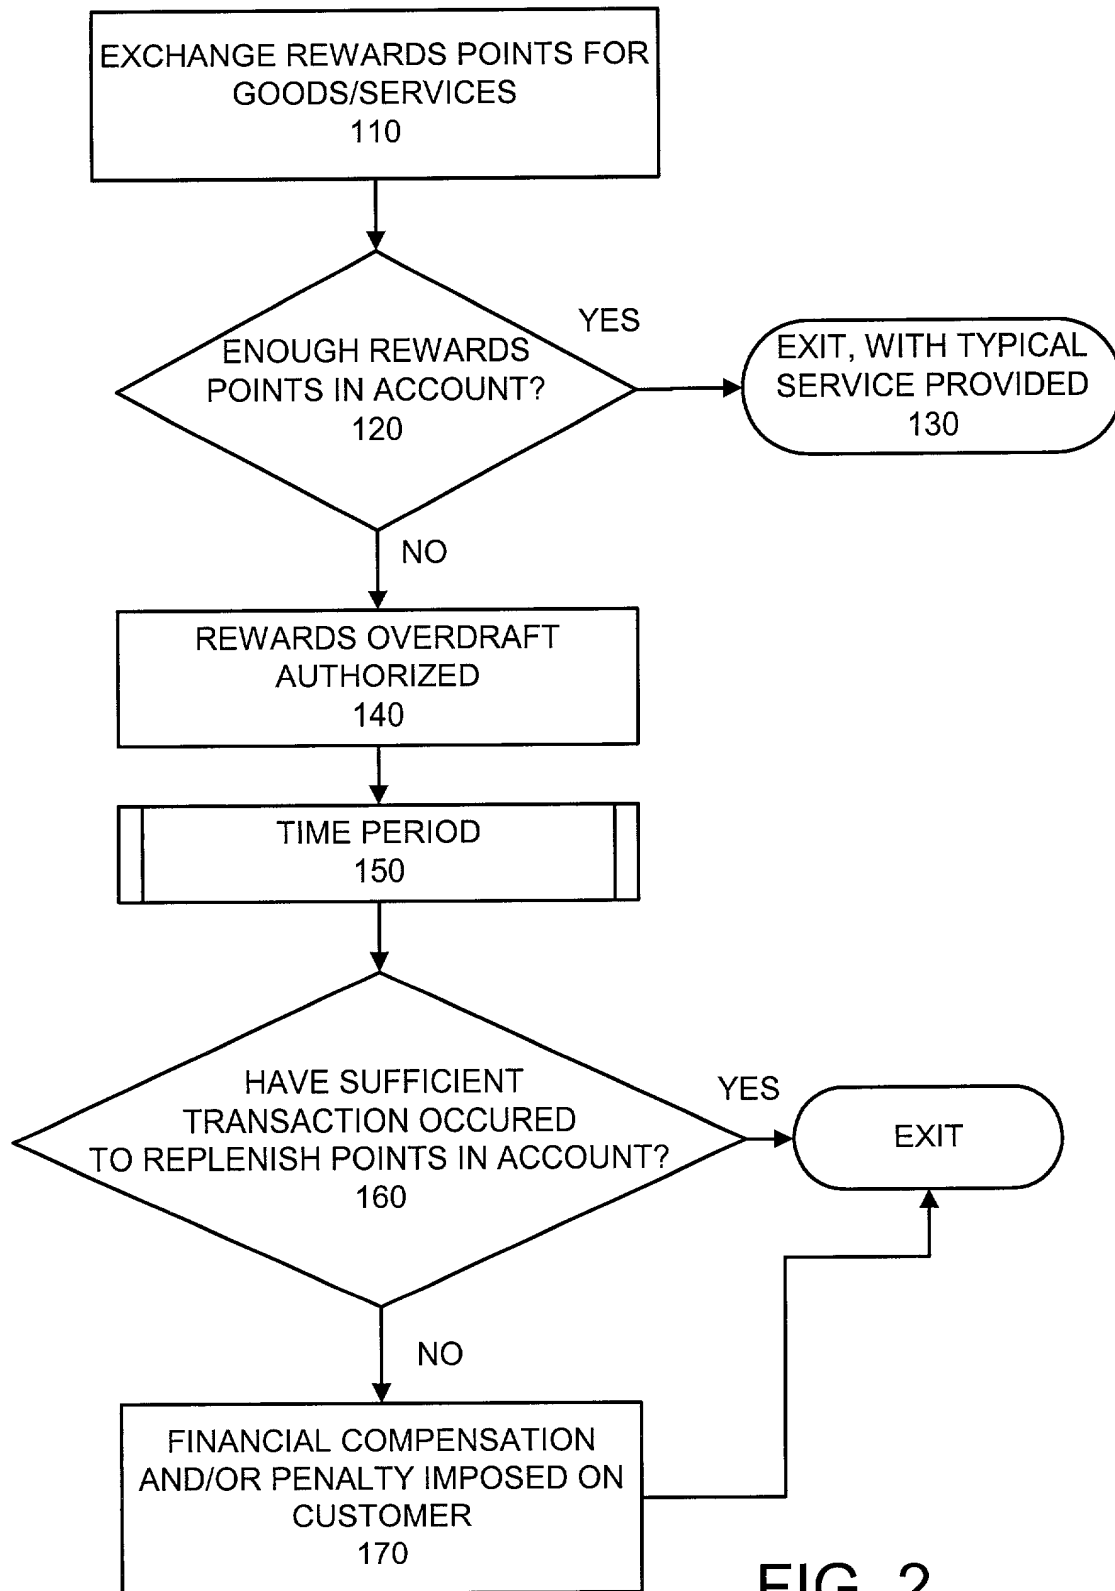 EXCHANGE REWARDS POINTS FOR
GOODS/SERVICES
110
YES
ENOUGH REWARDS
POINTS IN ACCOUNT?
120
EXIT, WITH TYPICAL
SERVICE PROVIDED
130
NO
REWARDS OVERDRAFT
AUTHORIZED
140
TIME PERIOD
150
HAVE SUFFICIENT
TRANSACTION OCCURED
TO REPLENISH POINTS IN ACCOUNT?
160
YES
EXIT
NO
FINANCIAL COMPENSATION
AND/OR PENALTY IMPOSED ON
CUSTOMER
170
FIG. 2